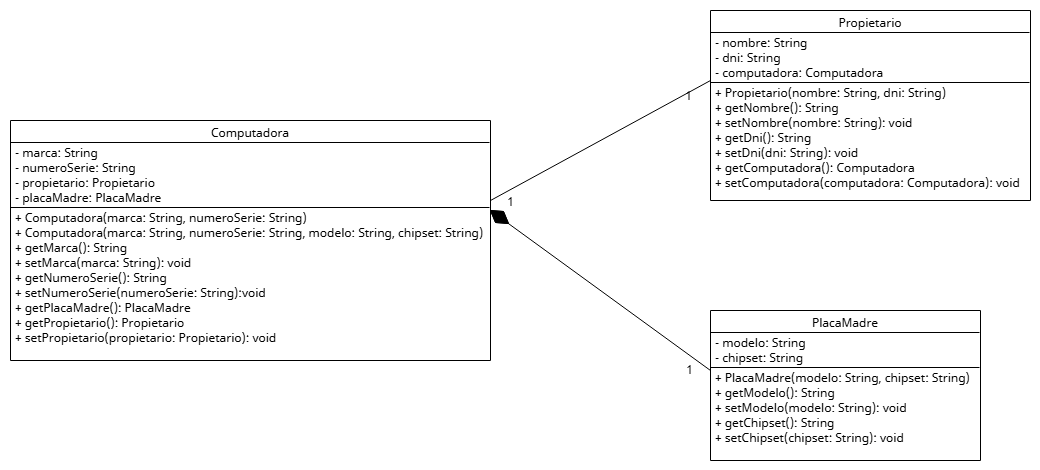 Propietario
- nombre: String
- dni: String
- computadora: Computadora
+ Propietario(nombre: String, dni: String)
+ getNombre(): String
+ setNombre(nombre: String): void
+ getDni(): String
+ setDni(dni: String): void
+ getComputadora(): Computadora
+ setComputadora(computadora: Computadora): void
1
Computadora
- marca: String
- numeroSerie: String
- propietario: Propietario
- placaMadre: PlacaMadre
+ Computadora(marca: String, numeroSerie: String)
+ Computadora(marca: String, numeroSerie: String, modelo: String, chipset: String)
+ getMarca(): String
+ setMarca(marca: String): void
+ getNumeroSerie(): String
+ setNumeroSerie(numeroSerie: String):void
+ getPlacaMadre(): PlacaMadre
+ getPropietario(): Propietario
+ setPropietario(propietario: Propietario): void
1
PlacaMadre
- modelo: String
- chipset: String
+ PlacaMadre(modelo: String, chipset: String)
+ getModelo(): String
+ setModelo(modelo: String): void
+ getChipset(): String
+ setChipset(chipset: String): void
1